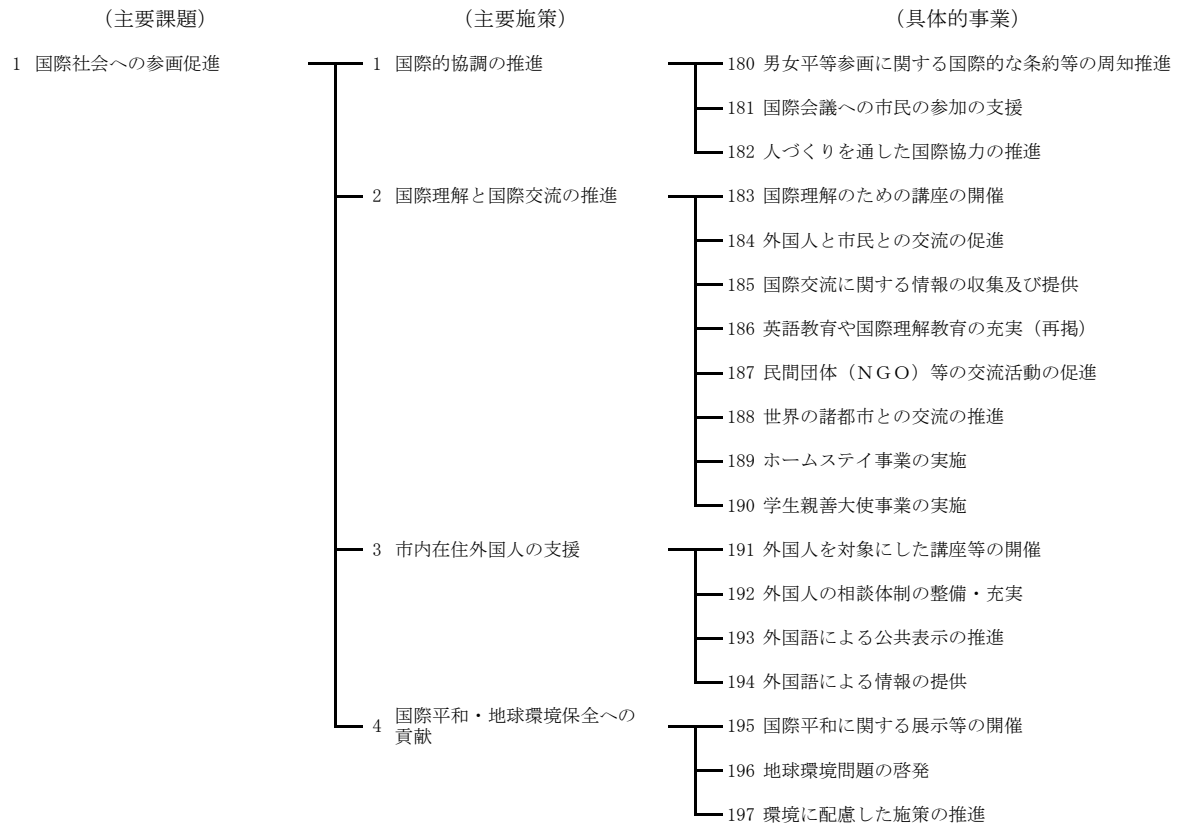 （主要課題） （主要施策） （具体的事業）
1 国際社会への参画促進 1 国際的協調の推進 180 男女平等参画に関する国際的な条約等の周知推進
181 国際会議への市民の参加の支援
182 人づくりを通した国際協力の推進
2 国際理解と国際交流の推進 183 国際理解のための講座の開催
184 外国人と市民との交流の促進
185 国際交流に関する情報の収集及び提供
186 英語教育や国際理解教育の充実（再掲）
187 民間団体（ＮＧＯ）等の交流活動の促進
188 世界の諸都市との交流の推進
189 ホームステイ事業の実施
190 学生親善大使事業の実施
3 市内在住外国人の支援 191 外国人を対象にした講座等の開催
192 外国人の相談体制の整備・充実
193 外国語による公共表示の推進
194 外国語による情報の提供
4 国際平和・地球環境保全への
貢献 195 国際平和に関する展示等の開催
196 地球環境問題の啓発
197 環境に配慮した施策の推進